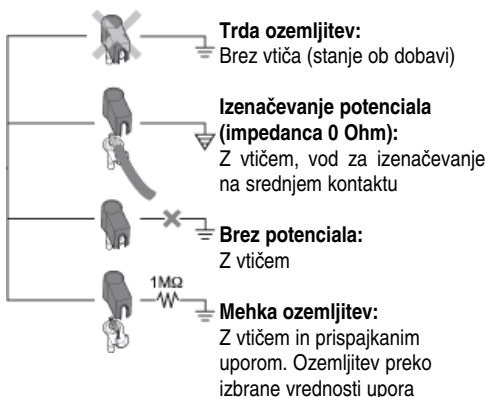 Trda ozemljitev:
Brez vtiča (stanje ob dobavi)
Izenačevanje potenciala
(impedanca 0 Ohm):
Z vtičem, vod za izenačevanje
na srednjem kontaktu
Brez potenciala:
Z vtičem
1MΩ
Mehka ozemljitev:
Z vtičem in prispajkanim
uporom. Ozemljitev preko
izbrane vrednosti upora